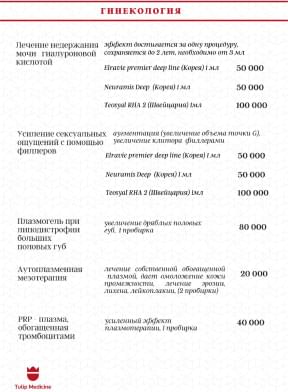 ГИНЕКОЛОГИЯ
Лечение недержания
мочи гиалуроновой
кислотой
эффект достигается за одну процедуру,
сохраняется до 2 лет, необходимо от 3 мл
Elravie premier deep line (Корея) 1 мл 50 000
Neuramis Deep (Корея) 1 мл 50 000
Teosyal RHA 2 (Швейцария) 1мл 100 000
Усиление сексуальных
ощущений с помощью
филлеров
аугментация (увеличение объема точки G),
увеличение клитора филлерами
Elravie premier deep line (Корея) 1 мл 50 000
Neuramis Deep (Корея) 1 мл 50 000
Teosyal RHA 2 (Швейцария) 1мл 100 000
Плазмогель при
липодистрофии
больших
половых губ
увеличение дряблых половых
губ, 1 пробирка
80 000
Аутоплазменная
мезотерапия
лечение собственной обогащенной
плазмой, дает омоложение кожи
промежности, лечение эрозии,
лихена, лейкоплакии, (2 пробирки)
20 000
PRP - плазма,
обогащенная
тромбоцитами
усиленный эффект
плазмотерапии, 1 пробирка
40 000
Tulip Medicine